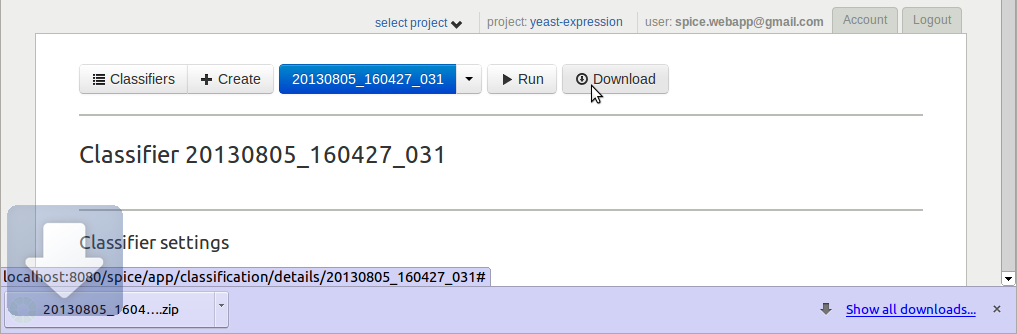 select project project: yeast-expression user: spice.webapp@gmail.com Account Logout
Classifiers Create 20130805_160427_031 Run Download
Classifier 20130805_160427_031
Classifier settings
localhost:8080/spice/app/classification/details/20130805_160427_031#
20130805_1604....zip Show all downloads... ×